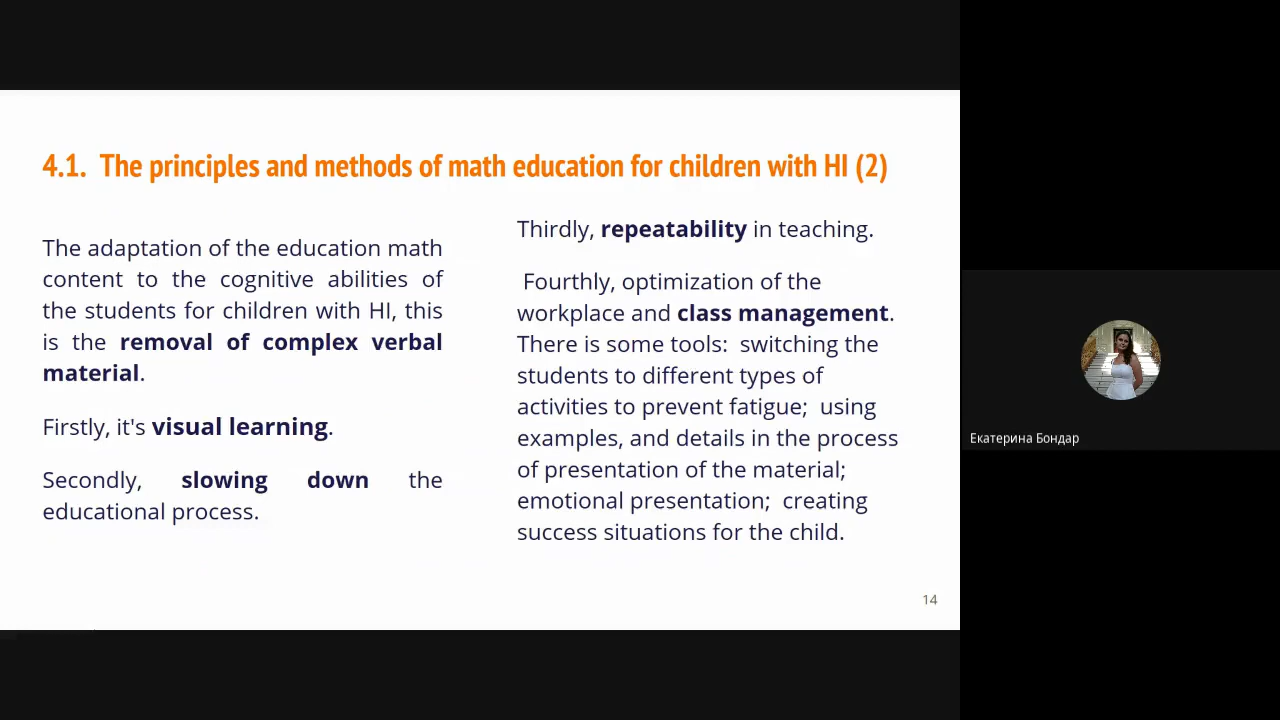 4.1. The principles and methods of math education for children with HI (2)
The adaptation of the education math
content to the cognitive abilities of
the students for children with HI, this
is the removal of complex verbal
material.
Firstly, it's visual learning.
Secondly, slowing down the
educational process.
Thirdly, repeatability in teaching.
Fourthly, optimization of the
workplace and class management.
There is some tools: switching the
students to different types of
activities to prevent fatigue; using
examples, and details in the process
of presentation of the material;
emotional presentation; creating
success situations for the child.
14
Екатерина Бондар